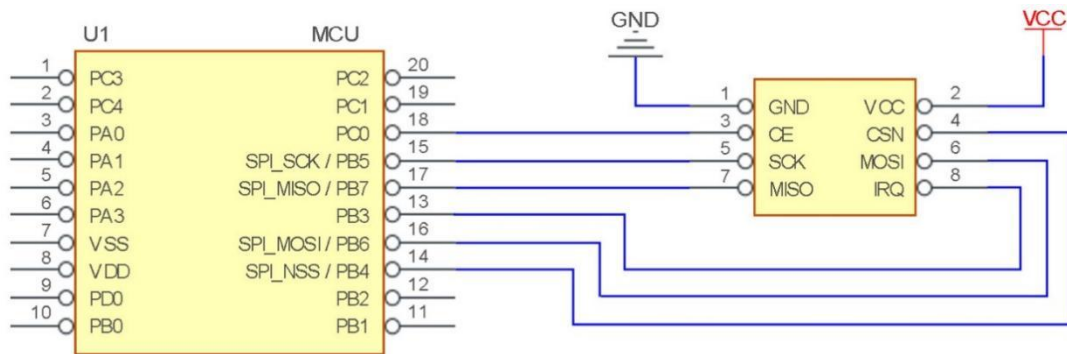 GND
VCC
U1 MCU
1 PC3 PC2 20
2 PC4 PC1 19
3 PA0 PC0 18
4 PA1 SPI_SCK / PB5 15
5 PA2 SPI_MISO / PB7 17
6 PA3 PB3 13
7 VSS SPI_MOSI / PB6 16
8 VDD SPI_NSS / PB4 14
9 PD0 PB2 12
10 PB0 PB1 11
1 GND VCC 2
3 CE CSN 4
5 SCK MOSI 6
7 MISO IRQ 8